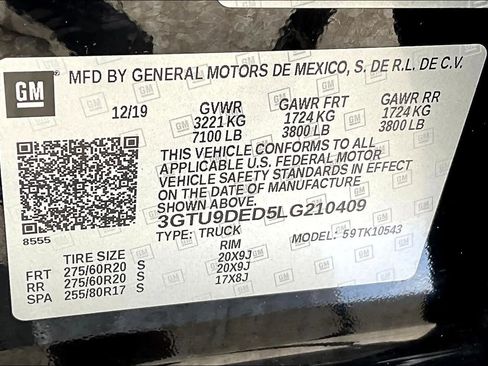 GM
MFD BY GENERAL MOTORS DE MEXICO, S. DE R.L. DE C.V.
12/19 GVWR GAWR FRT GAWR RR
3221 KG 1724 KG 1724 KG
7100 LB 3800 LB 3800 LB
THIS VEHICLE CONFORMS TO ALL
APPLICABLE U.S. FEDERAL MOTOR
VEHICLE SAFETY STANDARDS IN EFFECT
ON THE DATE OF MANUFACTURE
3GTU9DED5LG210409
8555 TYPE: TRUCK MODEL: 59TK10543
TIRE SIZE RIM
FRT 275/60R20 S 20X9J
RR 275/60R20 S 20X9J
SPA 255/80R17 S 17X8J